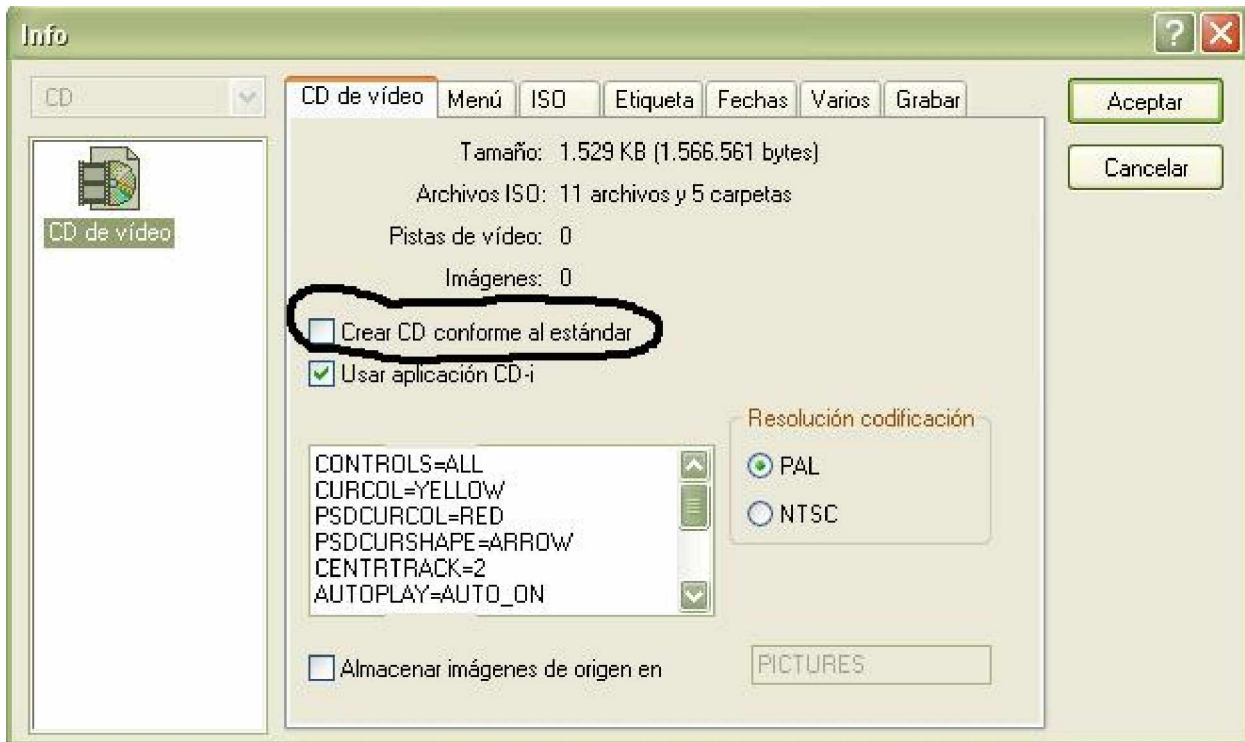 Info
CD
CD de vídeo
CD de vídeo
Menú
ISO
Etiqueta
Fechas
Varios
Grabar
Tamaño: 1.529 KB (1.566.561 bytes)
Archivos ISO: 11 archivos y 5 carpetas
Pistas de vídeo: 0
Imágenes: 0
Crear CD conforme al estándar
Usar aplicación CD-i
CONTROLS=ALL
CURCOL=YELLOW
PSDCURCOL=RED
PSDCURSHAPE=ARROW
CENTRTRACK=2
AUTOPLAY=AUTO_ON
Resolución codificación
PAL
NTSC
Almacenar imágenes de origen en
PICTURES
Aceptar
Cancelar